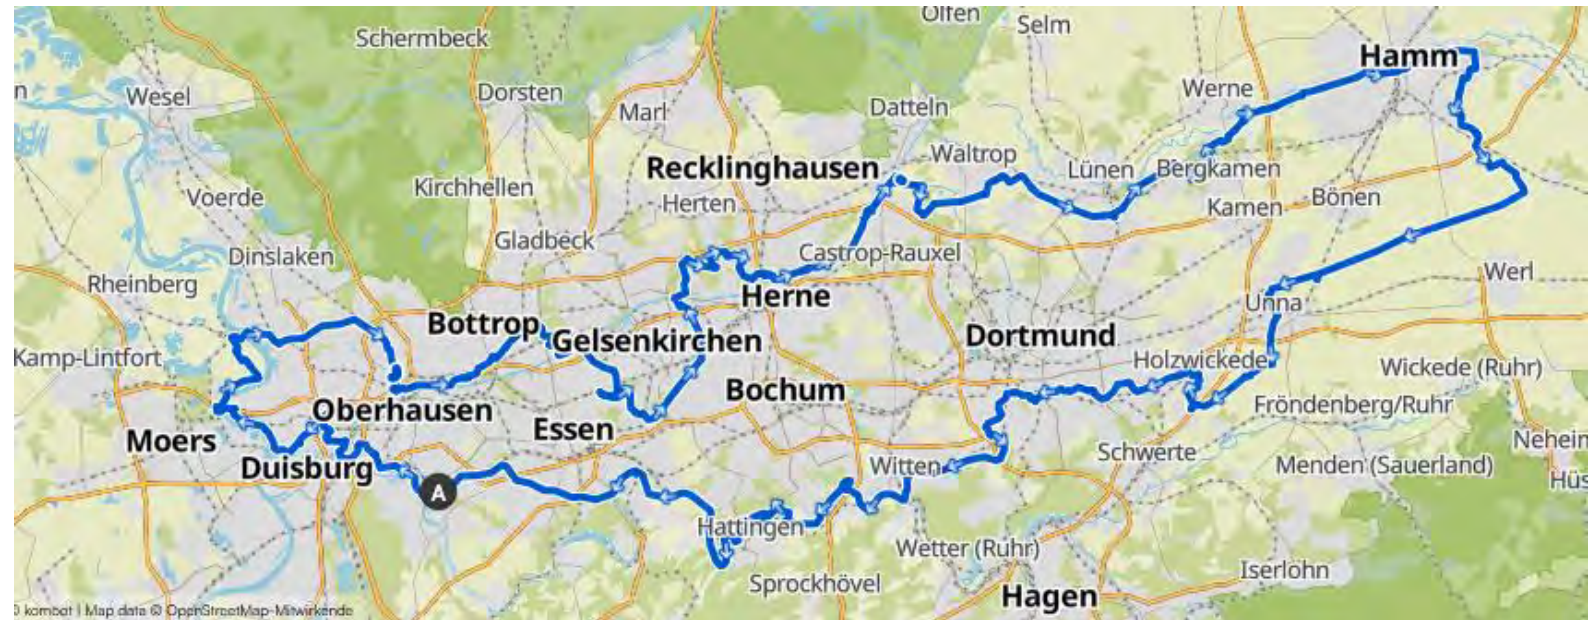 Olfen
Selm
Schermbeck
Hamm
n
Wesel
Dorsten
Marl
Datteln
Werne
Waltrop
Recklinghausen
Lünen
Bergkamen
Kirchhellen
Voerde
Herten
Kamen
Bönen
Gladbeck
Castrop-Rauxel
Dinslaken
Rheinberg
Werl
Herne
Unna
Bottrop
Gelsenkirchen
Dortmund
Kamp-Lintfort
Holzwickede
Wickede (Ruhr)
Bochum
Oberhausen
Fröndenberg/Ruhr
Essen
Moers
Neheim
Schwerte
Duisburg
Witten
Menden (Sauerland)
Hüs
A
Hattingen
Wetter (Ruhr)
Iserlohn
Sprockhövel
Hagen
© komoot | Map data © OpenStreetMap-Mitwirkende